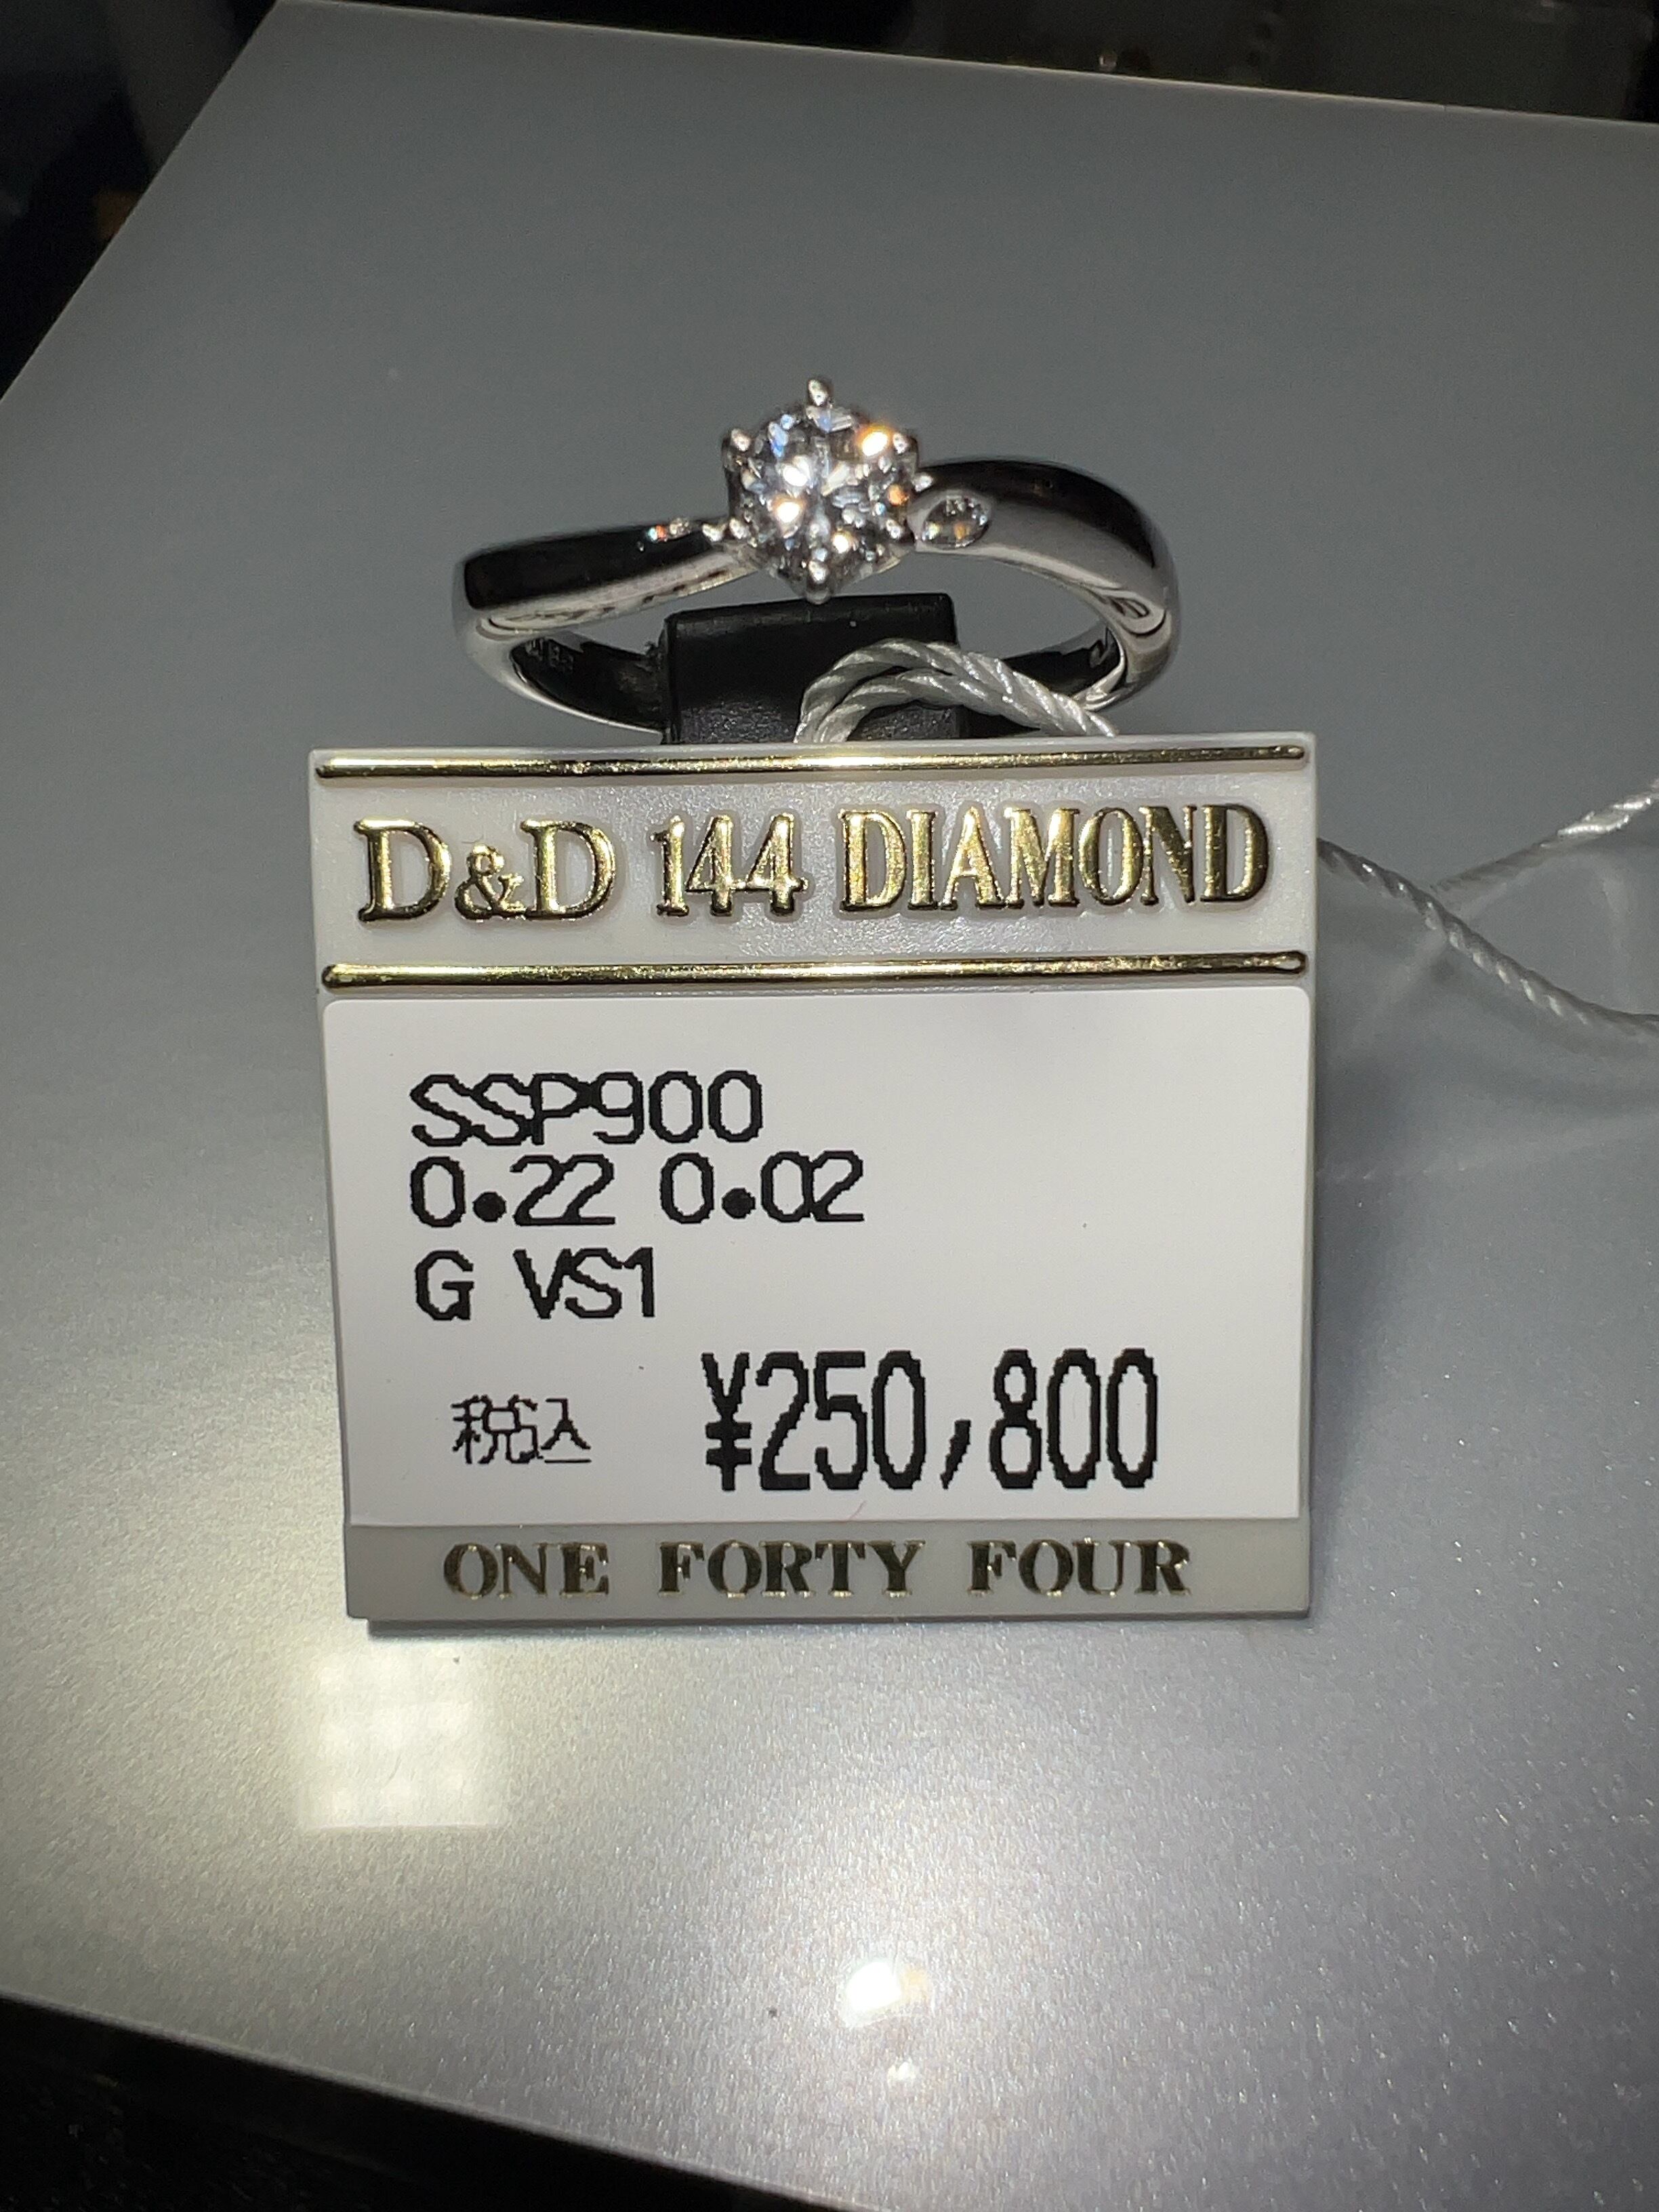 D&D 144 DIAMOND
SSP900
0.22 0.02
G VS1
税込 ¥250,800
ONE FORTY FOUR